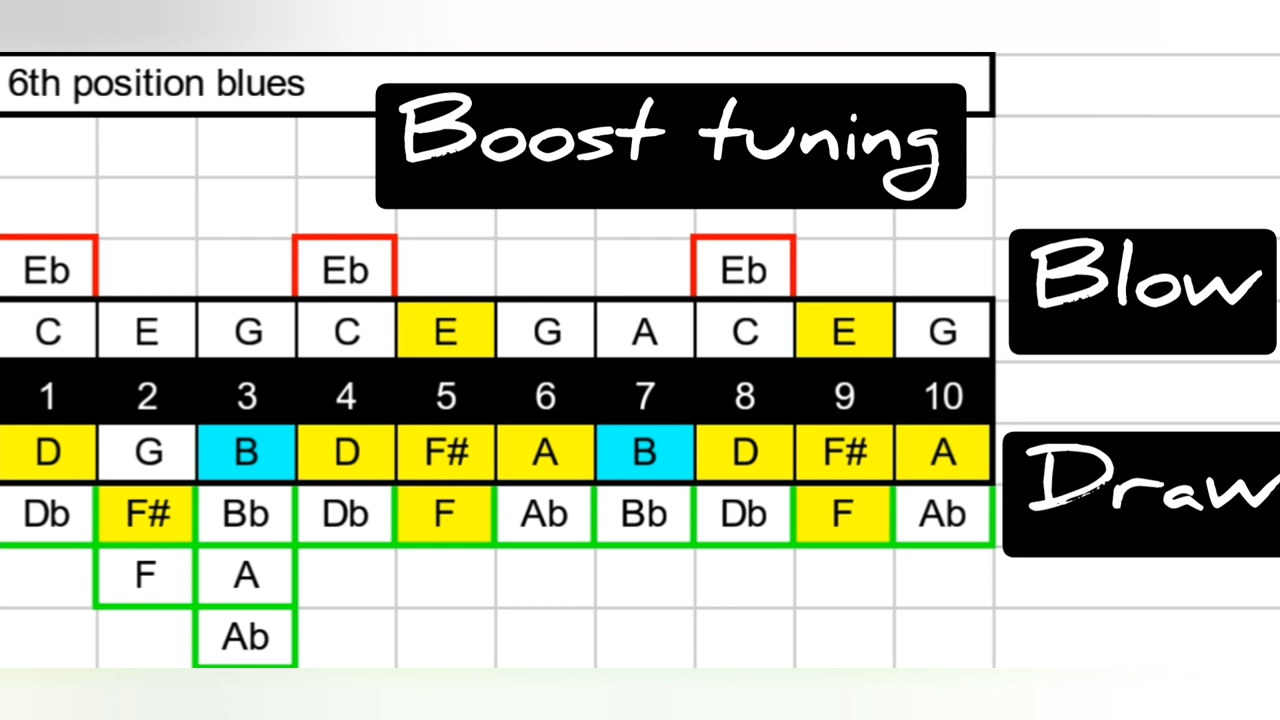 6th position blues
Boost tuning
Eb Eb Eb
Blow
C E G C E G A C E G
1 2 3 4 5 6 7 8 9 10
D G B D F# A B D F# A
Draw
Db F# Bb Db F Ab Bb Db F Ab
F A
Ab